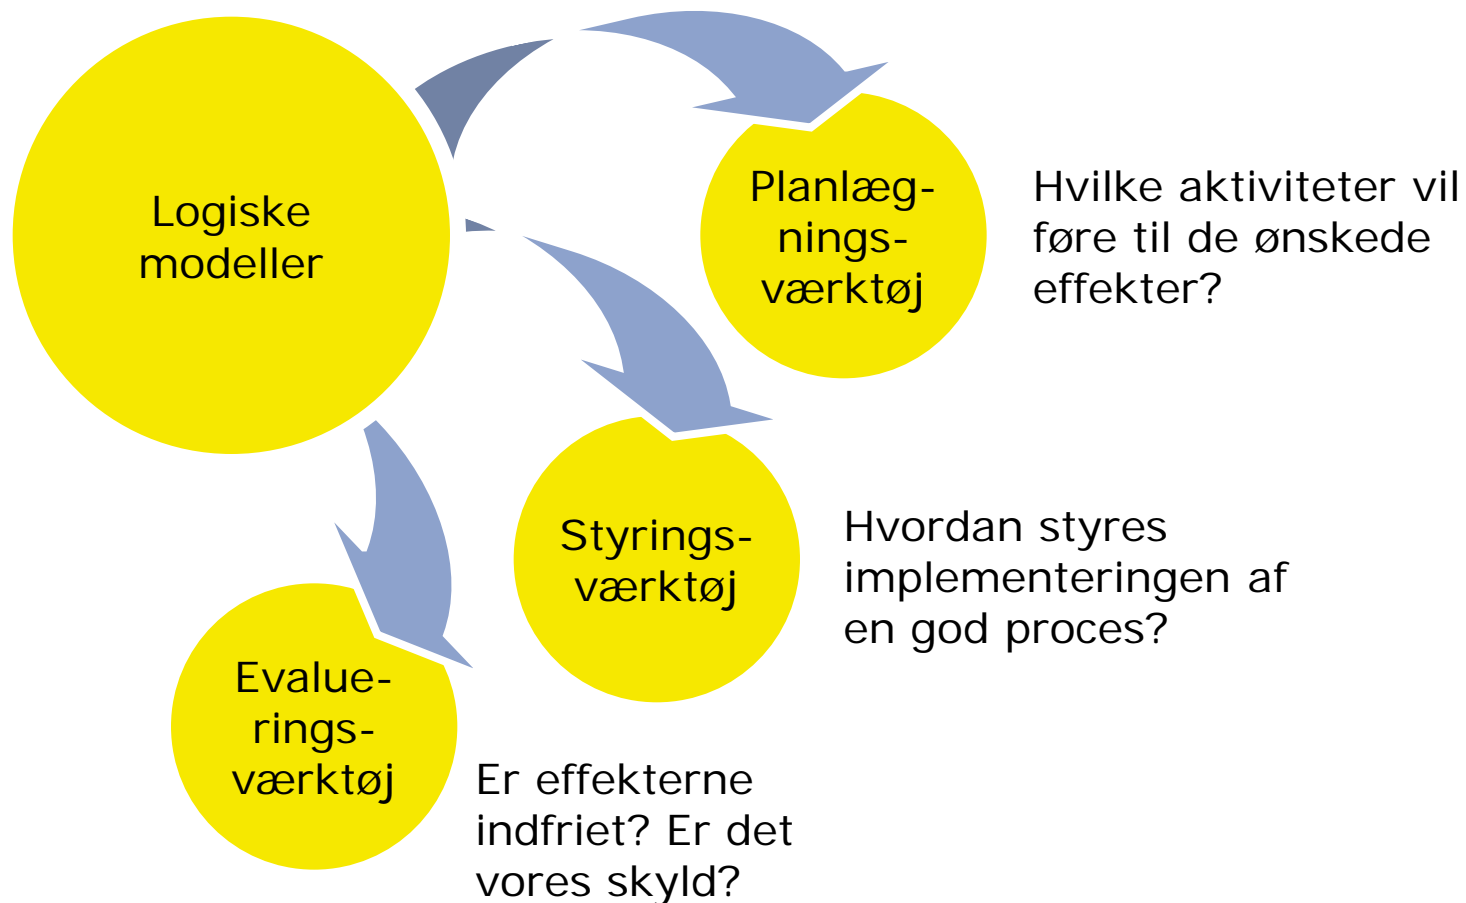 Logiske
modeller
Planlæg-
nings-
værktøj
Hvilke aktiviteter vil
føre til de ønskede
effekter?
Styrings-
værktøj
Hvordan styres
implementeringen af
en god proces?
Evalue-
rings-
værktøj
Er effekterne
indfriet? Er det
vores skyld?